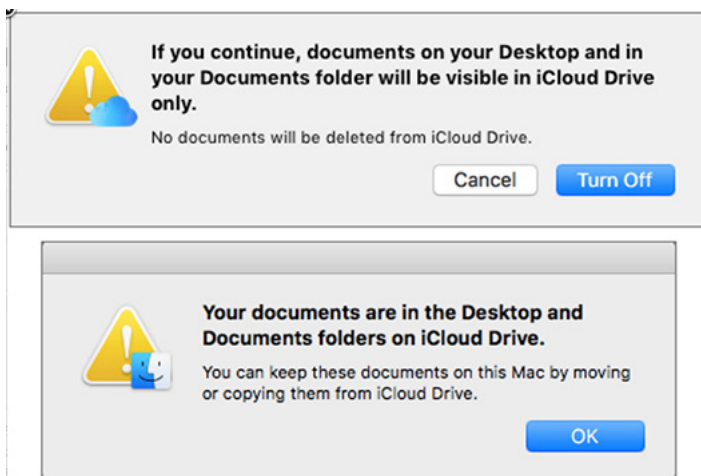 If you continue, documents on your Desktop and in
your Documents folder will be visible in iCloud Drive
only.
No documents will be deleted from iCloud Drive.
Cancel
Turn Off
Your documents are in the Desktop and
Documents folders on iCloud Drive.
You can keep these documents on this Mac by moving
or copying them from iCloud Drive.
OK